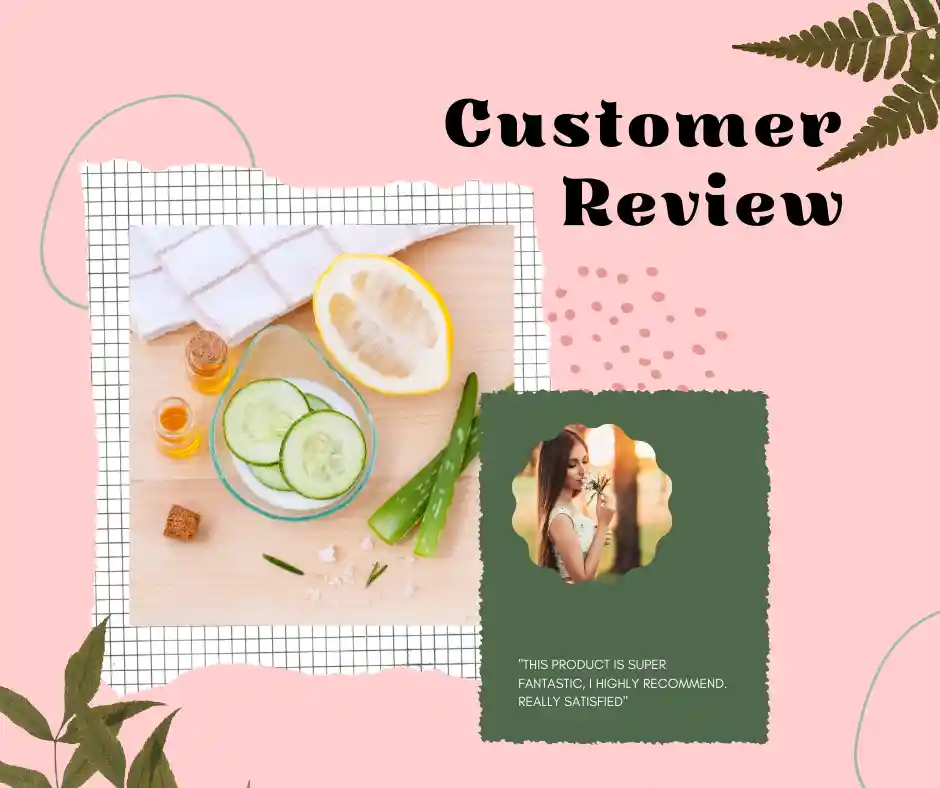 Customer
Review
"THIS PRODUCT IS SUPER
FANTASTIC, I HIGHLY RECOMMEND.
REALLY SATISFIED"